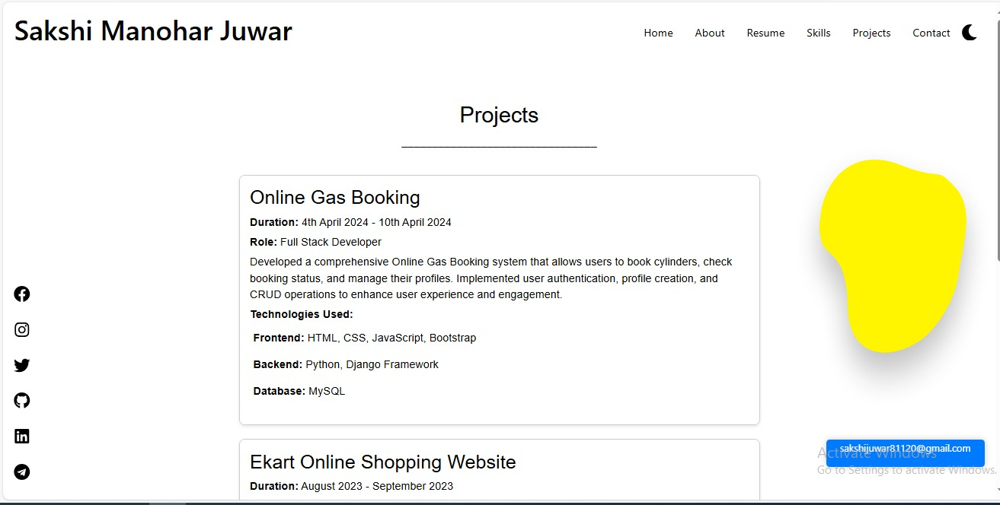 Sakshi Manohar Juwar
Home About Resume Skills Projects Contact
Projects
Online Gas Booking
Duration: 4th April 2024 - 10th April 2024
Role: Full Stack Developer
Developed a comprehensive Online Gas Booking system that allows users to book cylinders, check
booking status, and manage their profiles. Implemented user authentication, profile creation, and
CRUD operations to enhance user experience and engagement.
Technologies Used:
Frontend: HTML, CSS, JavaScript, Bootstrap
Backend: Python, Django Framework
Database: MySQL
Ekart Online Shopping Website
Duration: August 2023 - September 2023
sakshijuwar81120@gmail.com
Activate Windows
Go to Settings to activate Windows.